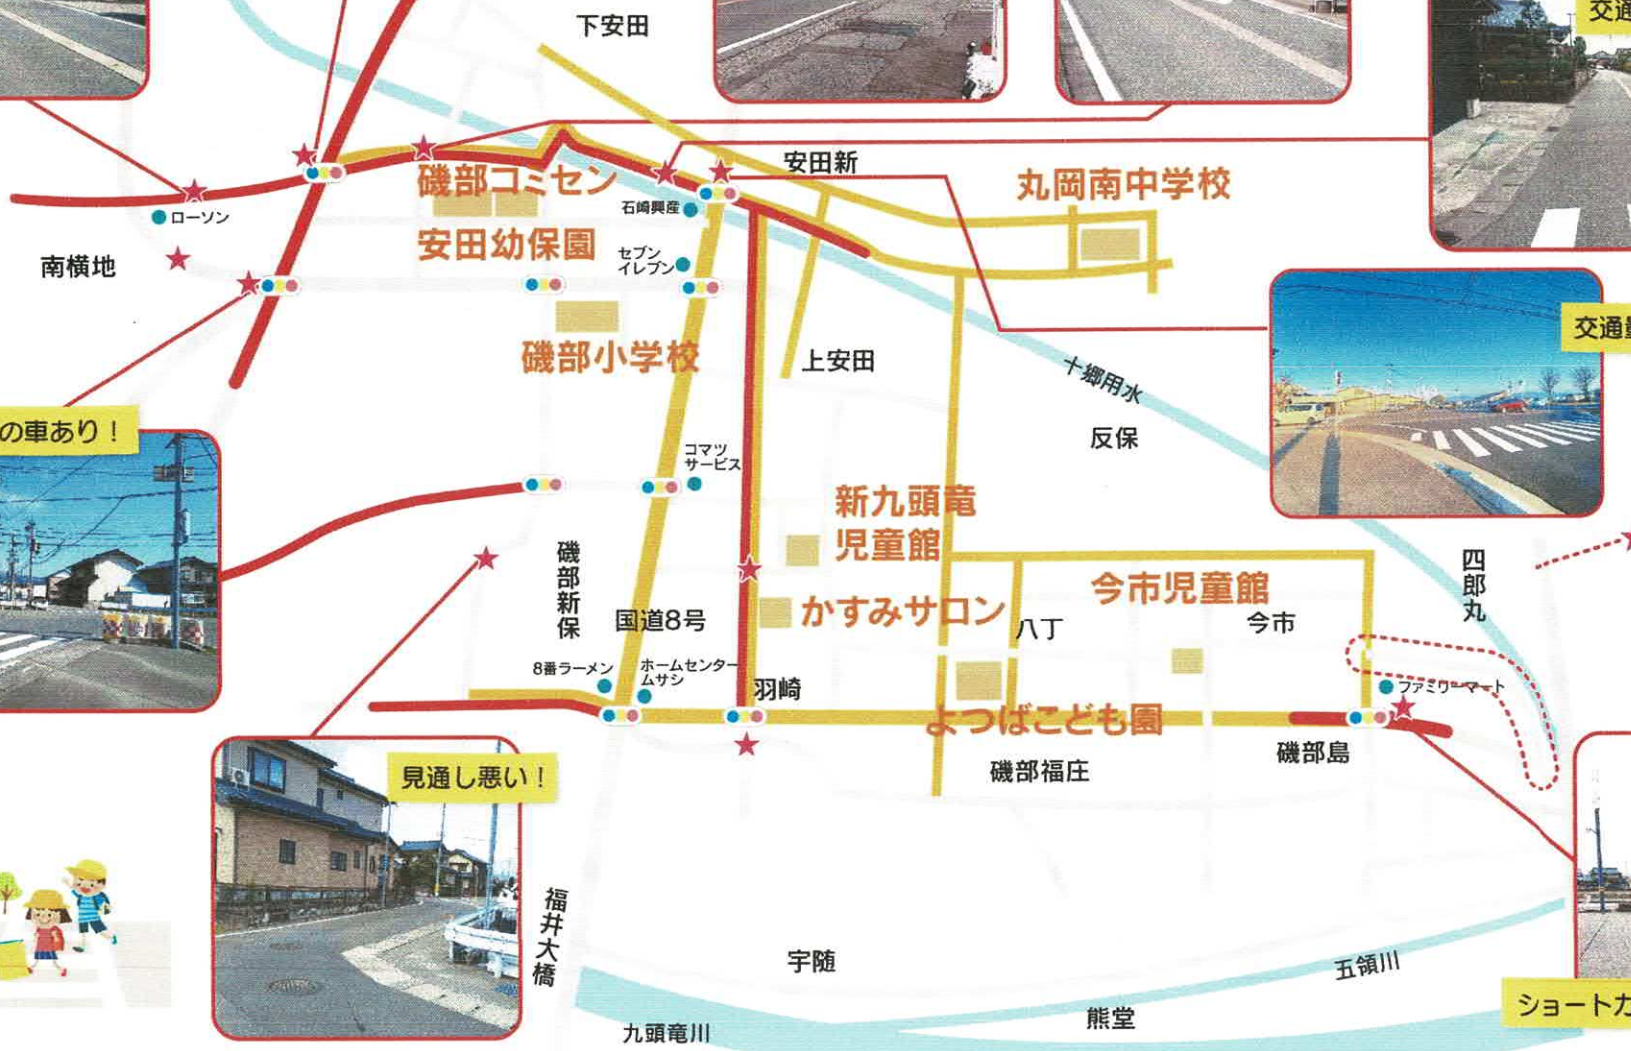 下安田
交通
安田新
磯部コミセン
丸岡南中学校
石崎興産
ローソン
安田幼保園
セブン
イレブン
南横地
交通量
磯部小学校
上安田
十郷用水
の車あり！
反保
コマツ
サービス
新九頭竜
児童館
磯部新保
四郎丸
今市児童館
かすみサロン
国道8号
八丁
今市
8番ラーメン
ホームセンター
ムサシ
羽崎
ファミリーマート
よつばこども園
磯部島
磯部福庄
見通し悪い！
福井大橋
宇随
五領川
ショートカ
熊堂
九頭竜川